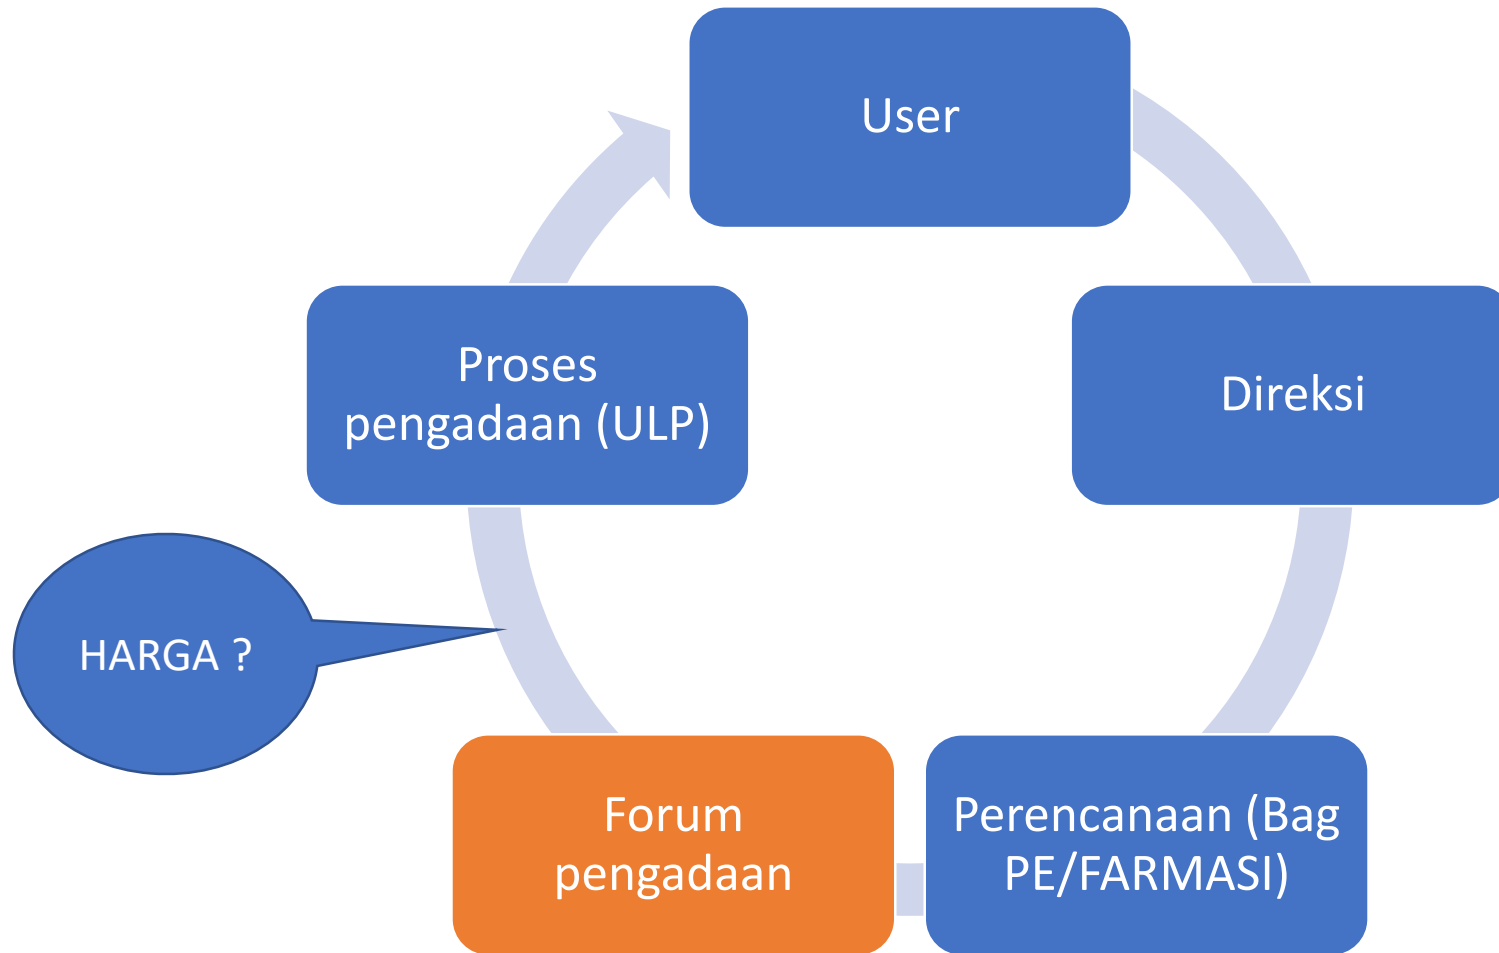 User
Direksi
Perencanaan (Bag
PE/FARMASI)
Forum
pengadaan
HARGA ?
Proses
pengadaan (ULP)